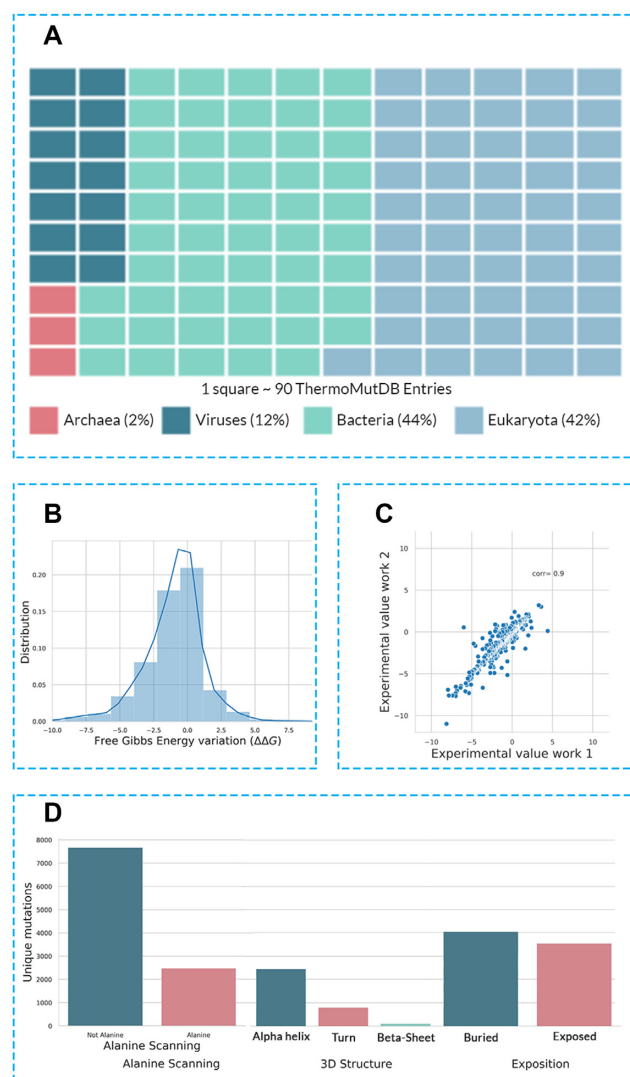 A
1 square ~ 90 ThermoMutDB Entries
Archaea (2%) Viruses (12%) Bacteria (44%) Eukaryota (42%)
B
Distribution
0.20
0.15
0.10
0.05
0.00
−10.0 −7.5 −5.0 −2.5 0.0 2.5 5.0 7.5
Free Gibbs Energy variation (ΔΔG)
C
Experimental value work 2
corr= 0.9
10
5
0
−5
−10
−10 −5 0 5 10
Experimental value work 1
D
Unique mutations
8000
7000
6000
5000
4000
3000
2000
1000
0
Not Alanine Alanine Alpha helix Turn Beta-Sheet Buried Exposed
Alanine Scanning
Alanine Scanning 3D Structure Exposition